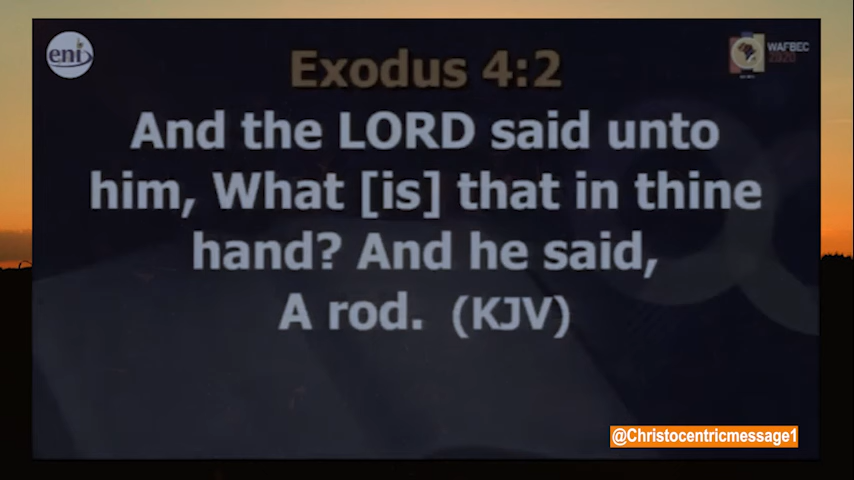 eni
WAFBEC
2020
Exodus 4:2
And the LORD said unto
him, What [is] that in thine
hand? And he said,
A rod. (KJV)
@Christocentricmessage1